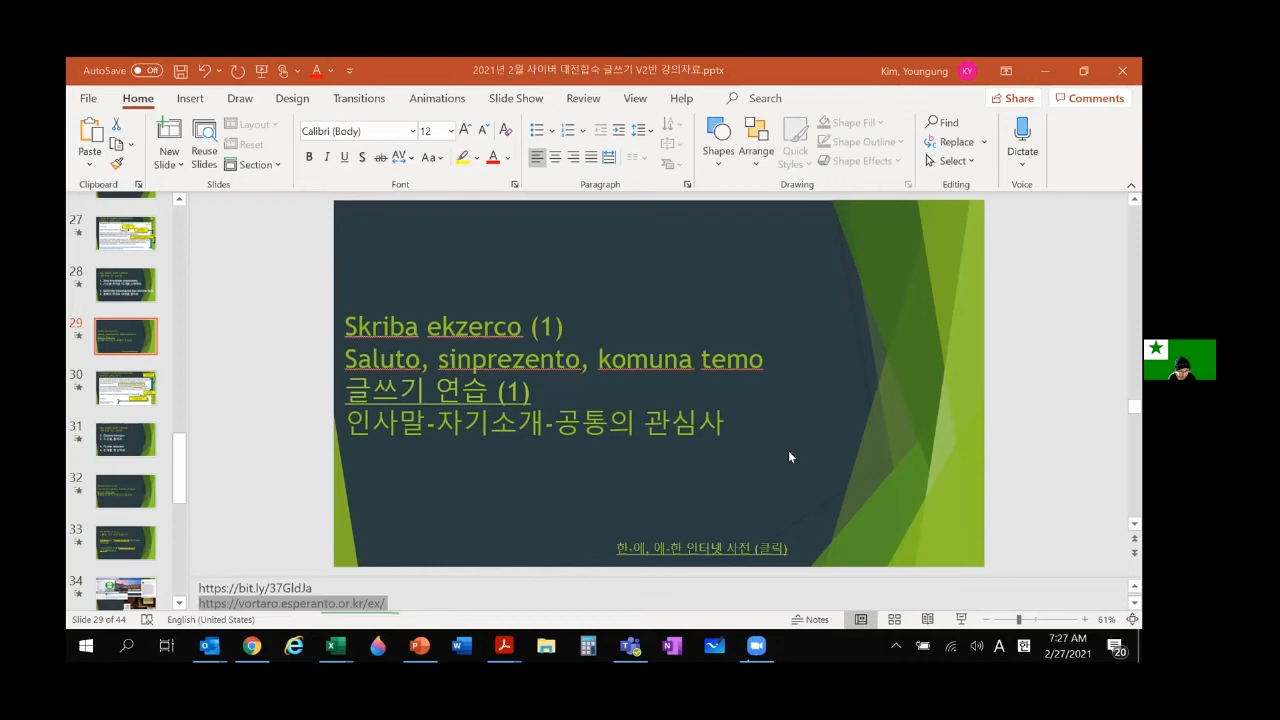 AutoSave Off
2021년 2월 사이버 대전합숙 글쓰기 V2반 강의자료.pptx
Kim, Youngung KY
File Home Insert Draw Design Transitions Animations Slide Show Review View Help Search Share Comments
Paste
New Slide
Reuse Slides
Layout
Reset
Section
Calibri (Body) 12
Shapes
Arrange
Quick Styles
Shape Fill
Shape Outline
Shape Effects
Find
Replace
Select
Dictate
Clipboard Slides Font Paragraph Drawing Editing Voice
27
28
29
30
31
32
33
34
Skriba ekzerco (1)
Saluto, sinprezento, komuna temo
글쓰기 연습 (1)
인사말-자기소개-공통의 관심사
한-에, 에-한 인터넷 사전 (클릭)
https://bit.ly/37GldJa
https://vortaro.esperanto.or.kr/ex/
Slide 29 of 44 English (United States) Notes 61%
7:27 AM
2/27/2021
A 한 20